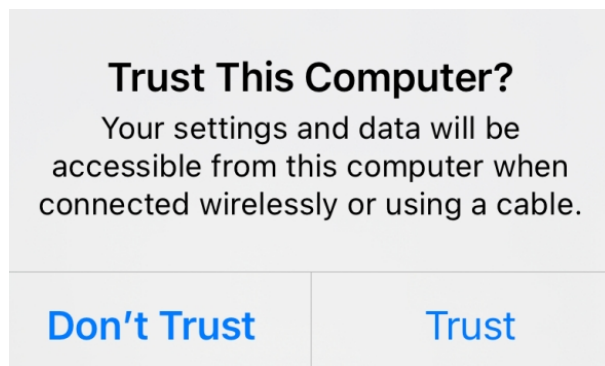 Trust This Computer?
Your settings and data will be
accessible from this computer when
connected wirelessly or using a cable.
Don’t Trust
Trust